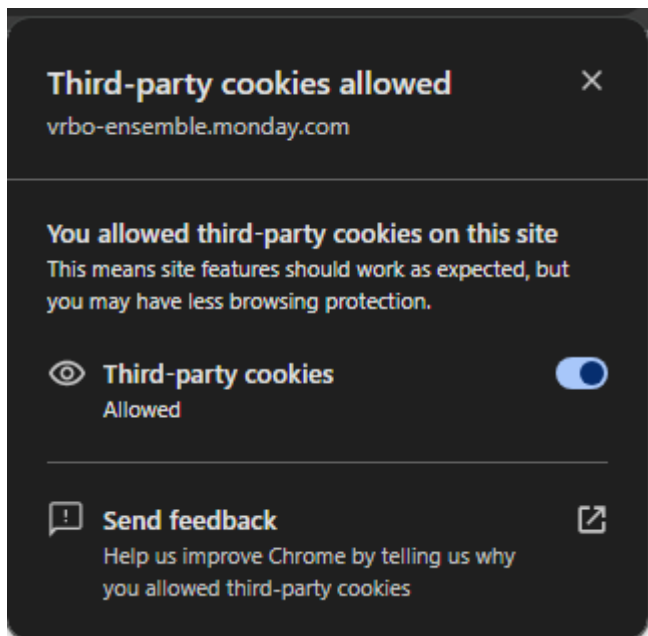 Third-party cookies allowed
vrbo-ensemble.monday.com
You allowed third-party cookies on this site
This means site features should work as expected, but
you may have less browsing protection.
Third-party cookies
Allowed
Send feedback
Help us improve Chrome by telling us why
you allowed third-party cookies